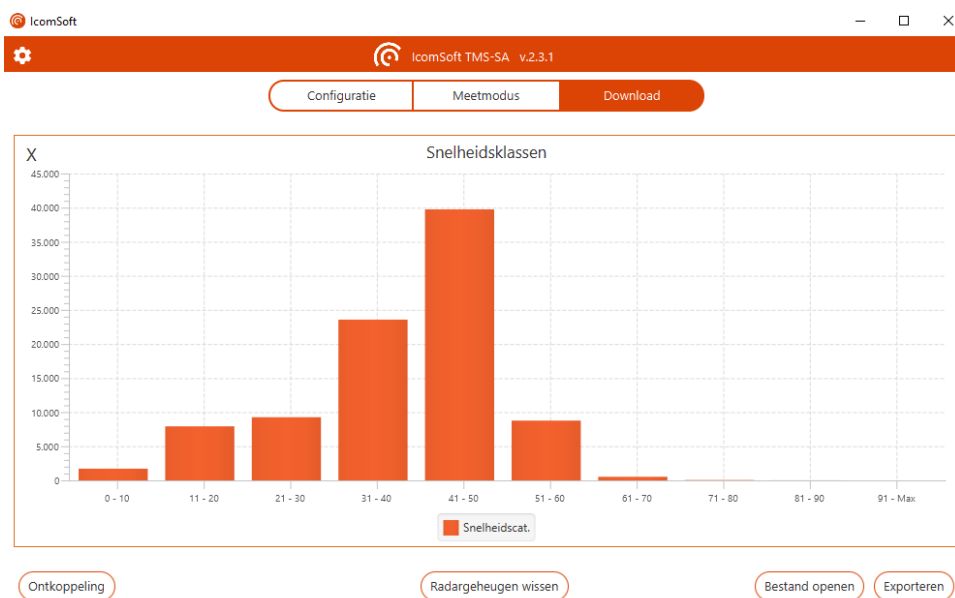 IcomSoft
IcomSoft TMS-SA v.2.3.1
Configuratie Meetmodus Download
X
Snelheidsklassen
45.000
40.000
35.000
30.000
25.000
20.000
15.000
10.000
5.000
0
0 - 10 11 - 20 21 - 30 31 - 40 41 - 50 51 - 60 61 - 70 71 - 80 81 - 90 91 - Max
Snelheidscat.
Ontkoppeling Radargeheugen wissen Bestand openen Exporteren